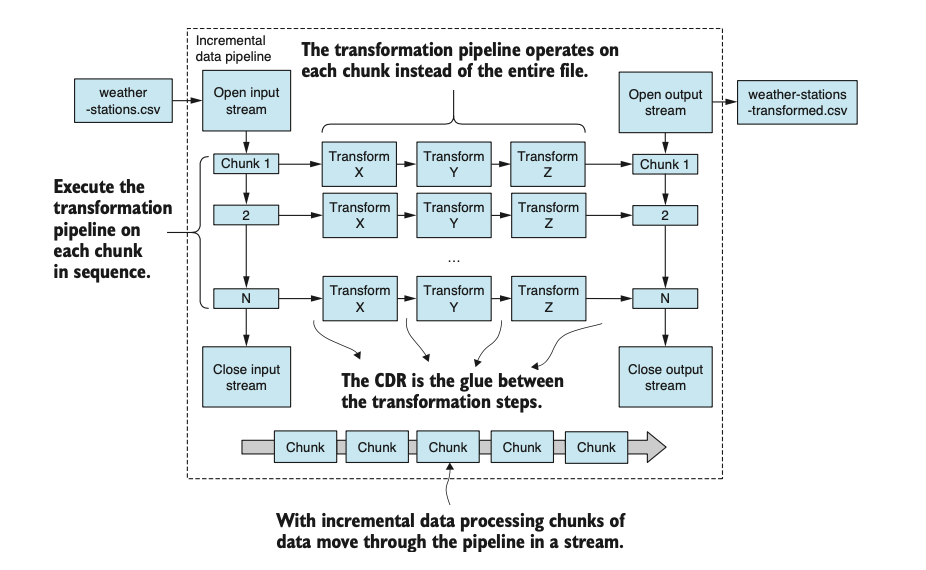 Incremental
data pipeline
The transformation pipeline operates on
each chunk instead of the entire file.
weather
-stations.csv
Open input
stream
Open output
stream
weather-stations
-transformed.csv
Execute the
transformation
pipeline on
each chunk
in sequence.
Chunk 1
Transform
X
Transform
Y
Transform
Z
Chunk 1
2
Transform
X
Transform
Y
Transform
Z
2
...
N
Transform
X
Transform
Y
Transform
Z
N
Close input
stream
The CDR is the glue between
the transformation steps.
Close output
stream
Chunk
Chunk
Chunk
Chunk
Chunk
With incremental data processing chunks of
data move through the pipeline in a stream.